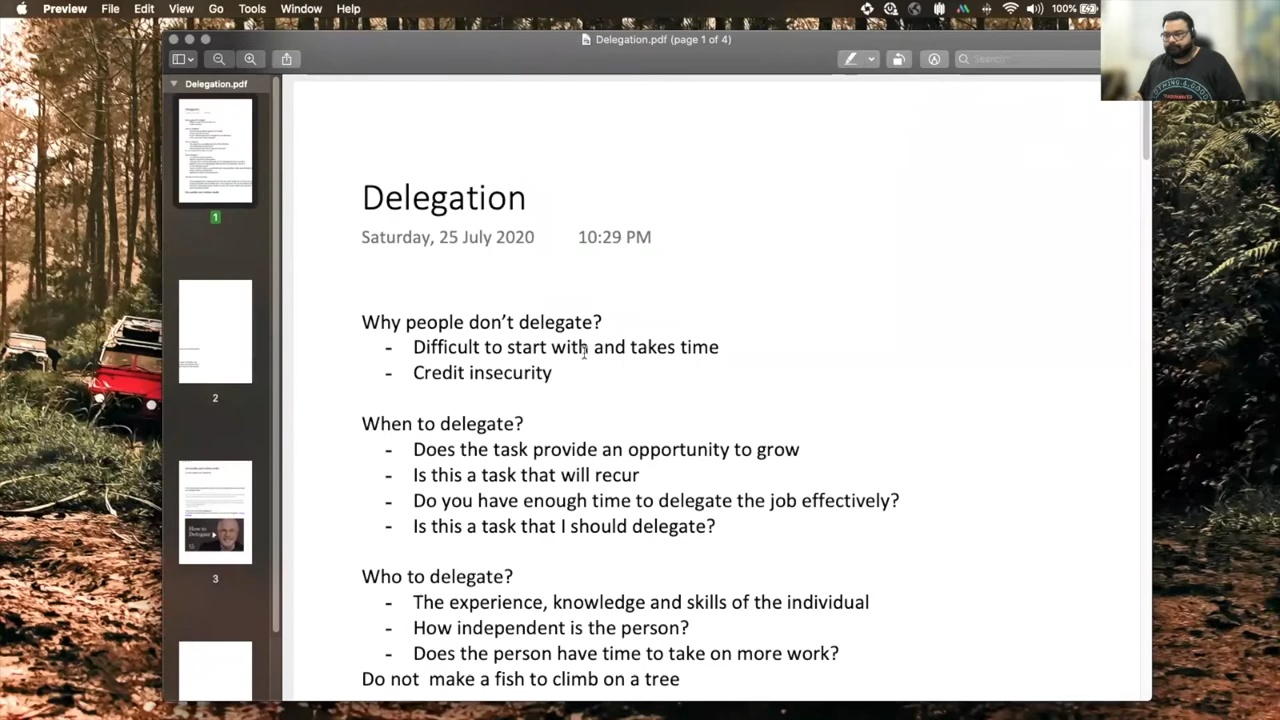 Preview File Edit View Go Tools Window Help 100%
Delegation.pdf (page 1 of 4)
Search
Delegation.pdf
1
2
How to
Delegate
3
Delegation
Saturday, 25 July 2020 10:29 PM
Why people don’t delegate?
- Difficult to start with and takes time
- Credit insecurity
When to delegate?
- Does the task provide an opportunity to grow
- Is this a task that will recur
- Do you have enough time to delegate the job effectively?
- Is this a task that I should delegate?
Who to delegate?
- The experience, knowledge and skills of the individual
- How independent is the person?
- Does the person have time to take on more work?
Do not make a fish to climb on a tree